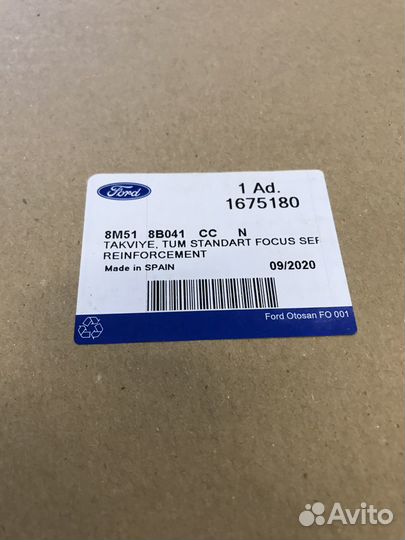 Ford
1 Ad.
1675180
8M51 8B041 CC N
TAKVIYE, TUM STANDART FOCUS SEF
REINFORCEMENT
Made in SPAIN 09/2020
Ford Otosan FO 001
Avito